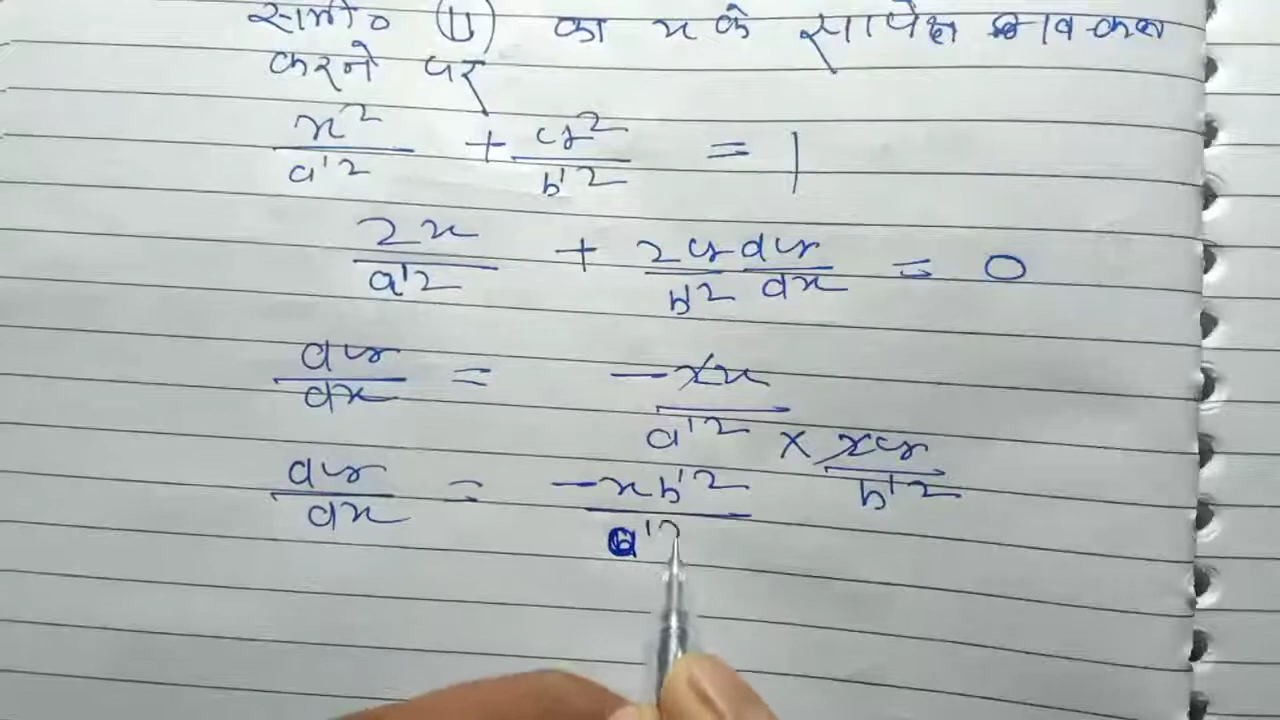 समी० (ii) का x के सापेक्ष अवकलन
करने पर
x²/a'² + y²/b'² = 1
2x/a'² + 2y/b'² dy/dx = 0
dy/dx = -2x/a'² × 2y/b'²
dy/dx = -xb'²/a'²